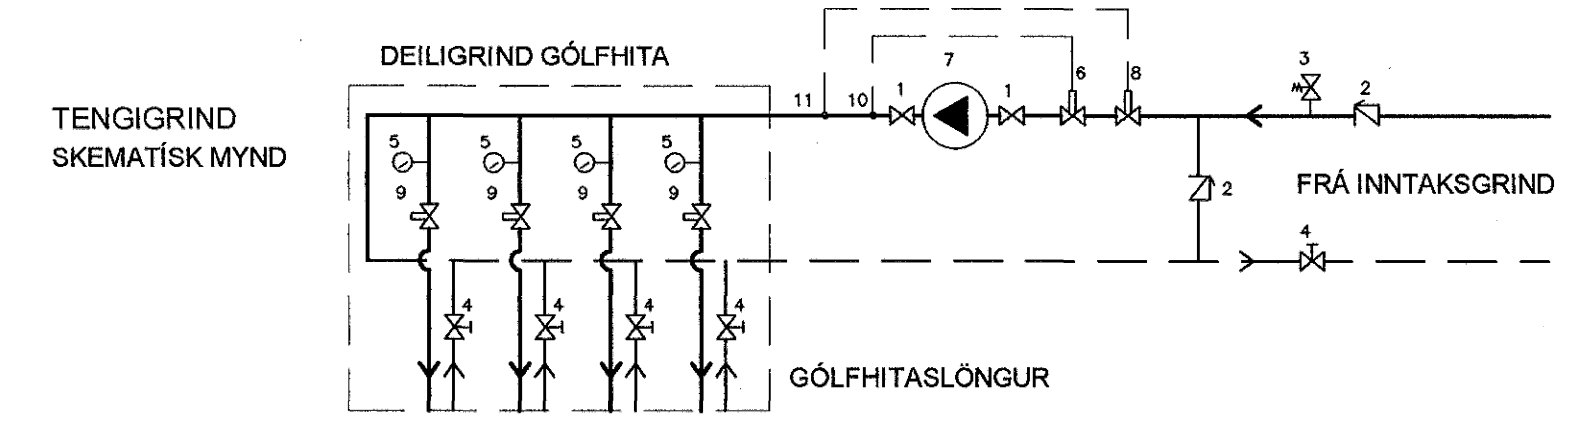 DEILIGRIND GÓLFHITA
TENGIGRIND
SKEMATÍSK MYND
11 10 1 7 1 6 8 3 2
5 5 5 5
9 9 9 9
2
FRÁ INNTAKSGRIND
4
4 4 4 4
GÓLFHITASLÖNGUR